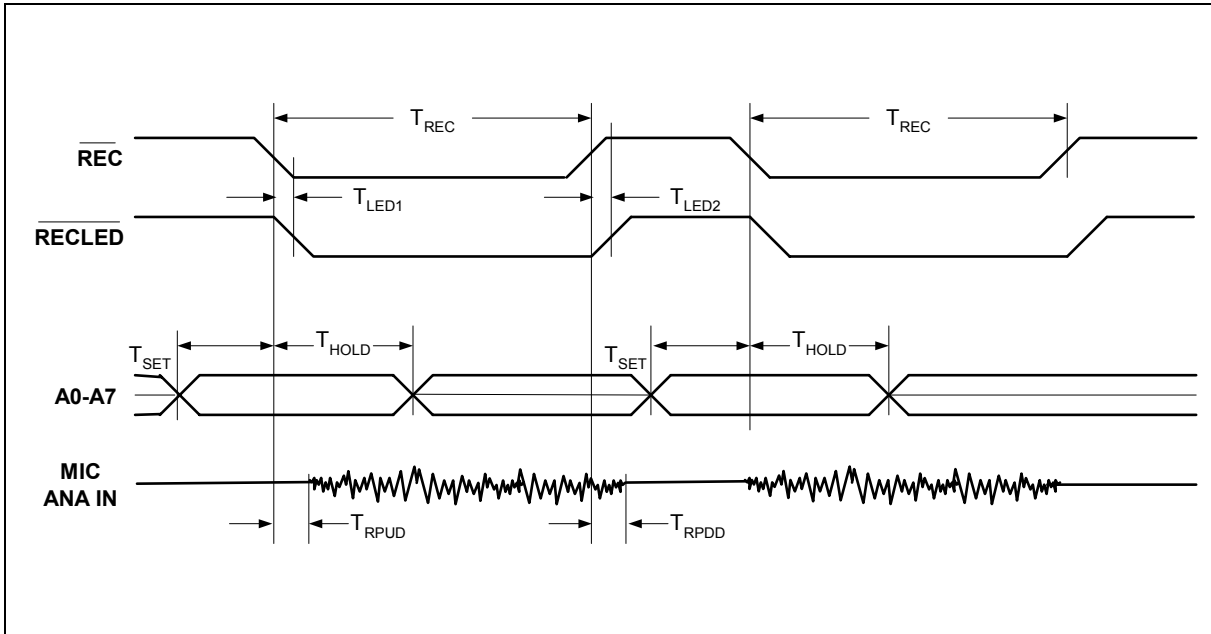 T_REC T_REC
REC
T_LED1 T_LED2
RECLED
T_SET T_HOLD T_SET T_HOLD
A0-A7
MIC
ANA IN
T_RPUD T_RPDD